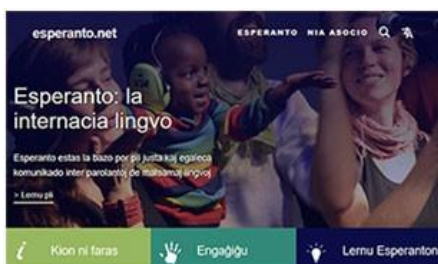 esperanto.net
ESPERANTO NIA ASOCIO
Esperanto: la
internacia lingvo
Esperanto estas la bazo por pli justa kaj egaleca
komunikado inter parolantoj de malsamaj lingvoj
> Lernu pli
Kion ni faras
Engaĝiĝu
Lernu Esperanton